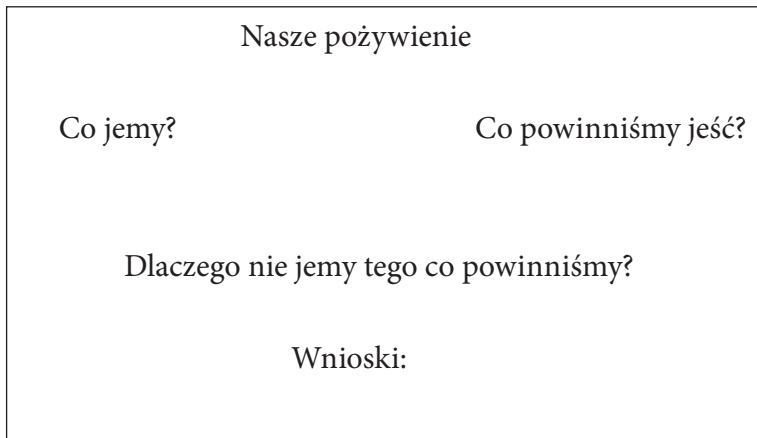 Nasze pożywienie
Co jemy?
Co powinniśmy jeść?
Dlaczego nie jemy tego co powinniśmy?
Wnioski: